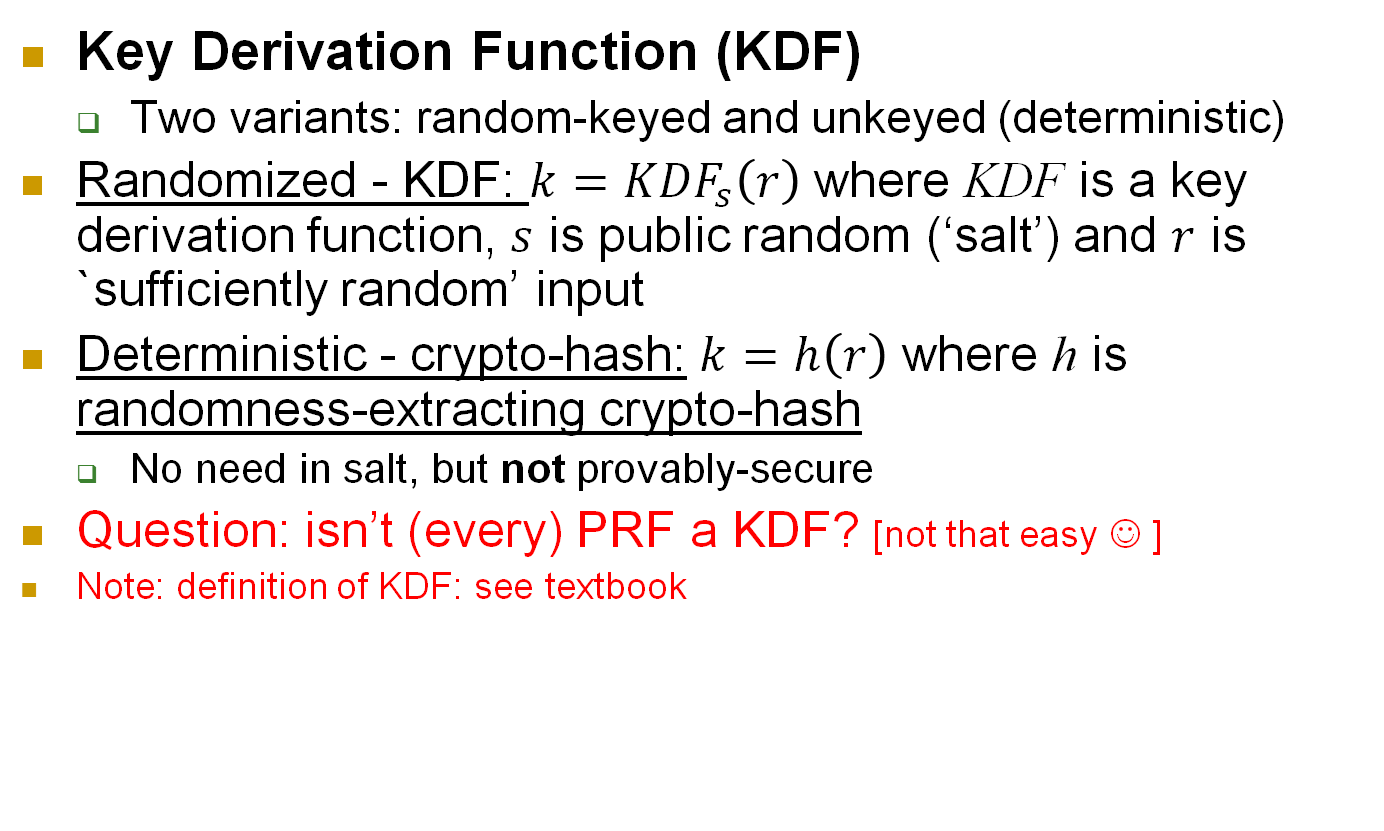 Key Derivation Function (KDF)
Two variants: random-keyed and unkeyed (deterministic)
Randomized - KDF: k = KDFₛ(r) where KDF is a key
derivation function, s is public random (‘salt’) and r is
`sufficiently random’ input
Deterministic - crypto-hash: k = h(r) where h is
randomness-extracting crypto-hash
No need in salt, but not provably-secure
Question: isn’t (every) PRF a KDF? [not that easy ☺ ]
Note: definition of KDF: see textbook